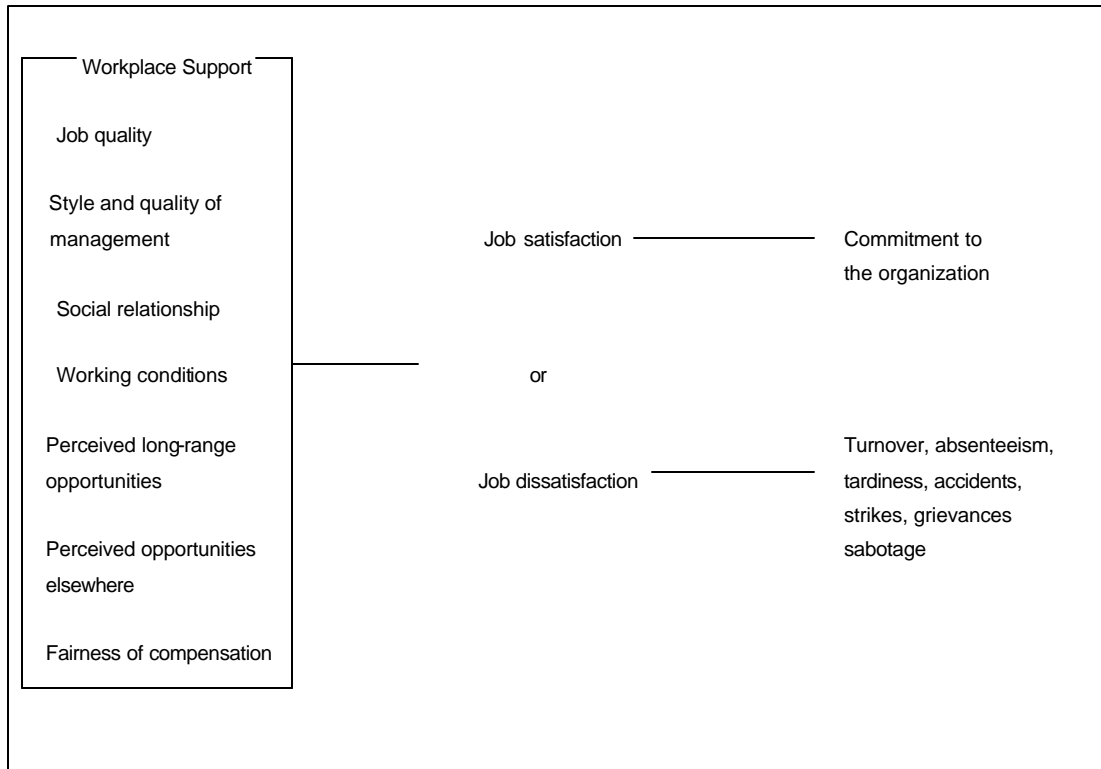 Workplace Support
Job quality
Style and quality of
management
Social relationship
Working conditions
Perceived long-range
opportunities
Perceived opportunities
elsewhere
Fairness of compensation
Job satisfaction
or
Job dissatisfaction
Commitment to
the organization
Turnover, absenteeism,
tardiness, accidents,
strikes, grievances
sabotage